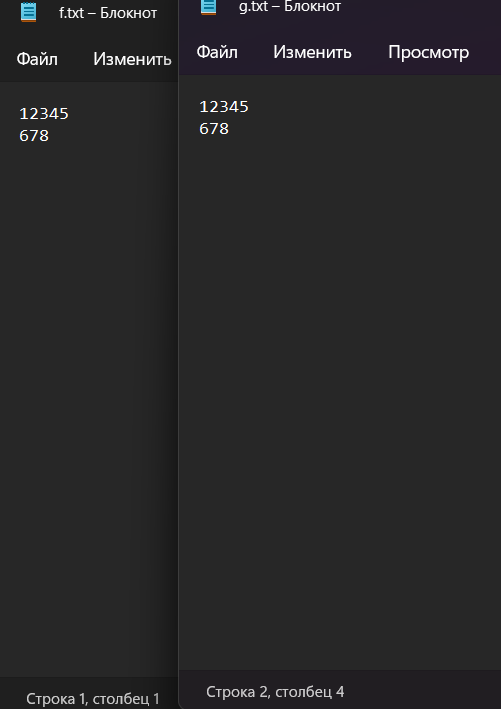 f.txt – Блокнот
Файл Изменить
12345
678
Строка 1, столбец 1
g.txt – Блокнот
Файл Изменить Просмотр
12345
678
Строка 2, столбец 4